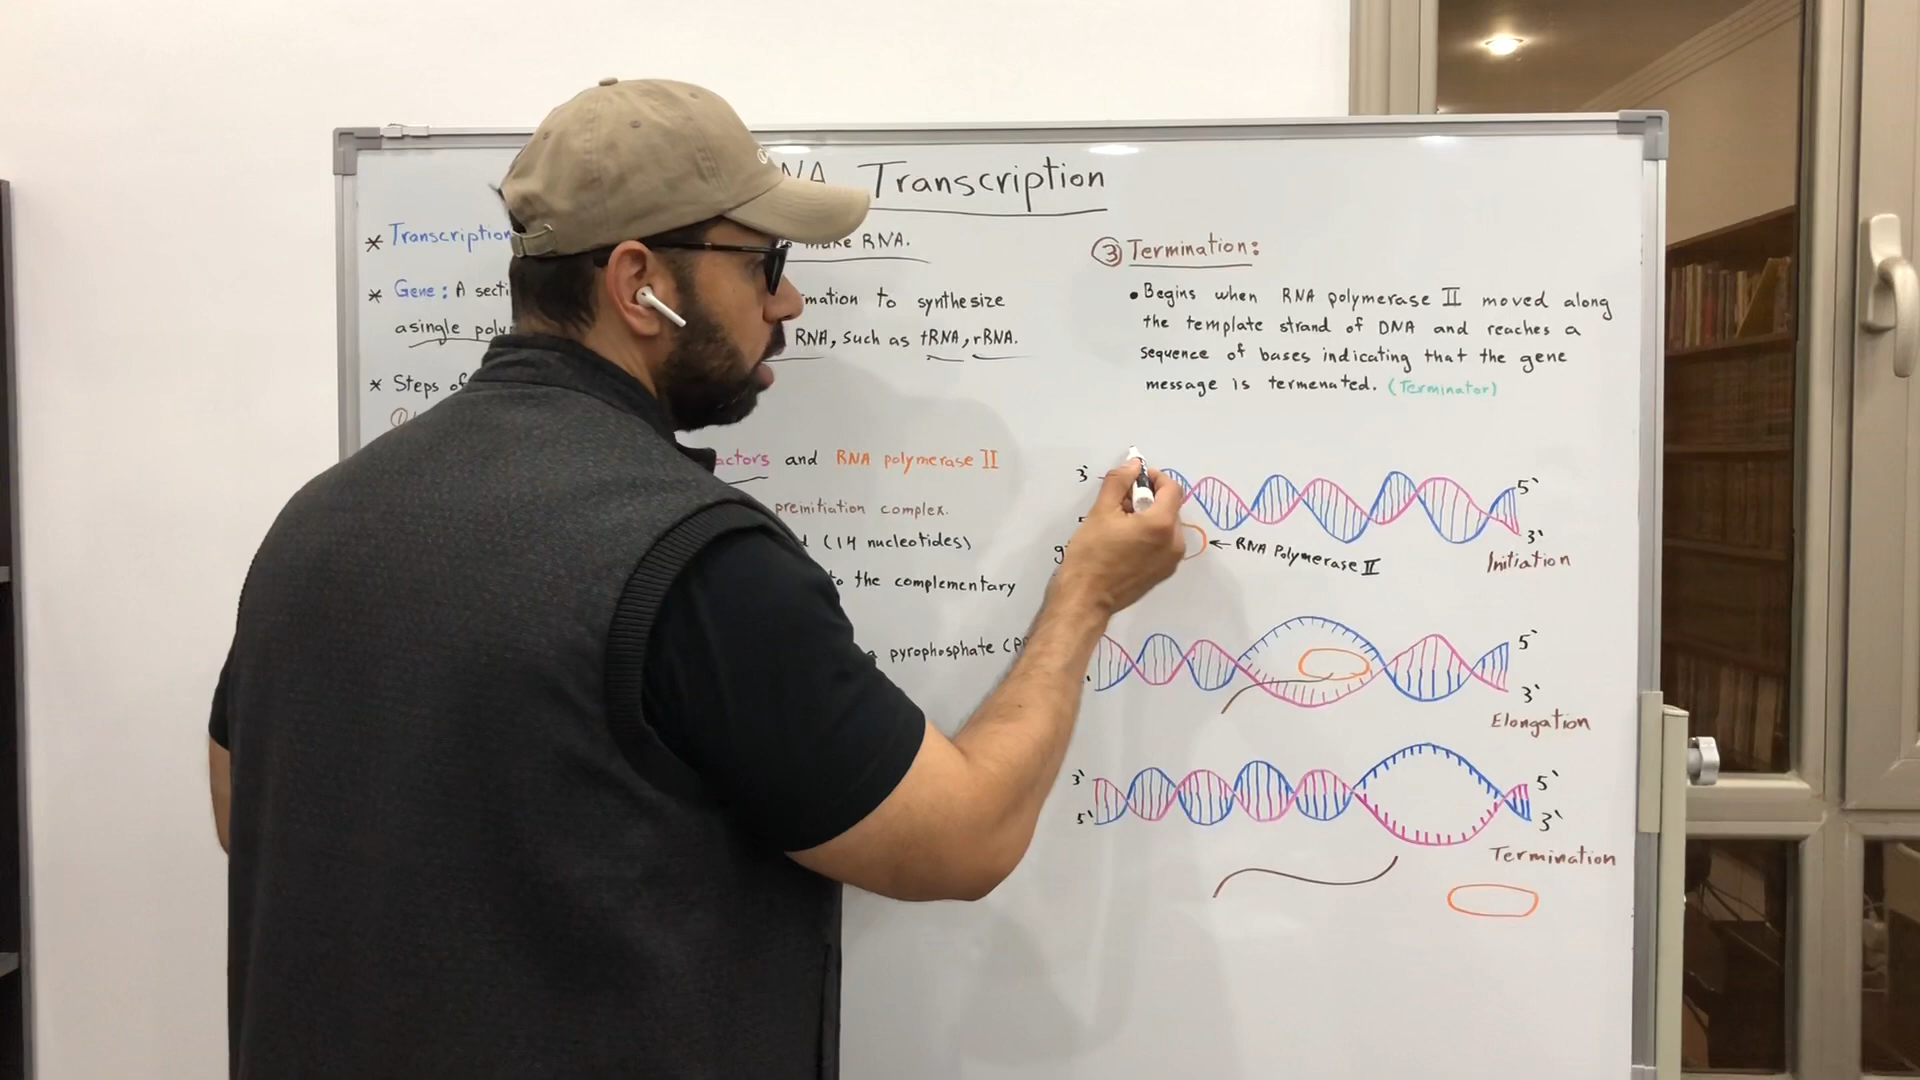 Transcription
* Transcription make RNA.
* Gene: A secti mation to synthesize
asingle poly RNA, such as tRNA, rRNA.
* Steps of
①
actors and RNA polymerase II
preinitiation complex.
(14 nucleotides)
to the complementary
a pyrophosphate (PP
③ Termination:
• Begins when RNA polymerase II moved along
the template strand of DNA and reaches a
sequence of bases indicating that the gene
message is termenated. (Terminator)
3` 5`
3`
← RNA Polymerase II
Initiation
5`
3`
Elongation
3` 5`
5` 3`
Termination